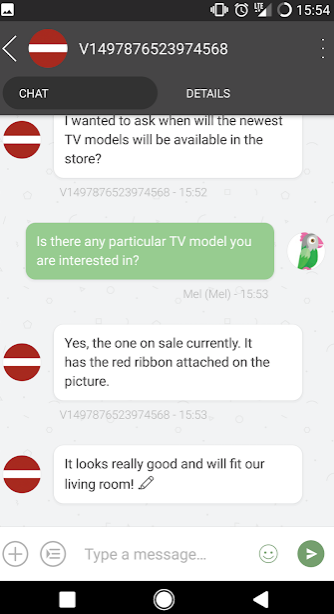 LTE 15:54
V1497876523974568
CHAT DETAILS
I wanted to ask when will the newest
TV models will be available in the
store?
V1497876523974568 - 15:52
Is there any particular TV model you
are interested in?
Mel (Mel) - 15:53
Yes, the one on sale currently. It
has the red ribbon attached on the
picture.
V1497876523974568 - 15:53
It looks really good and will fit our
living room!
Type a message...